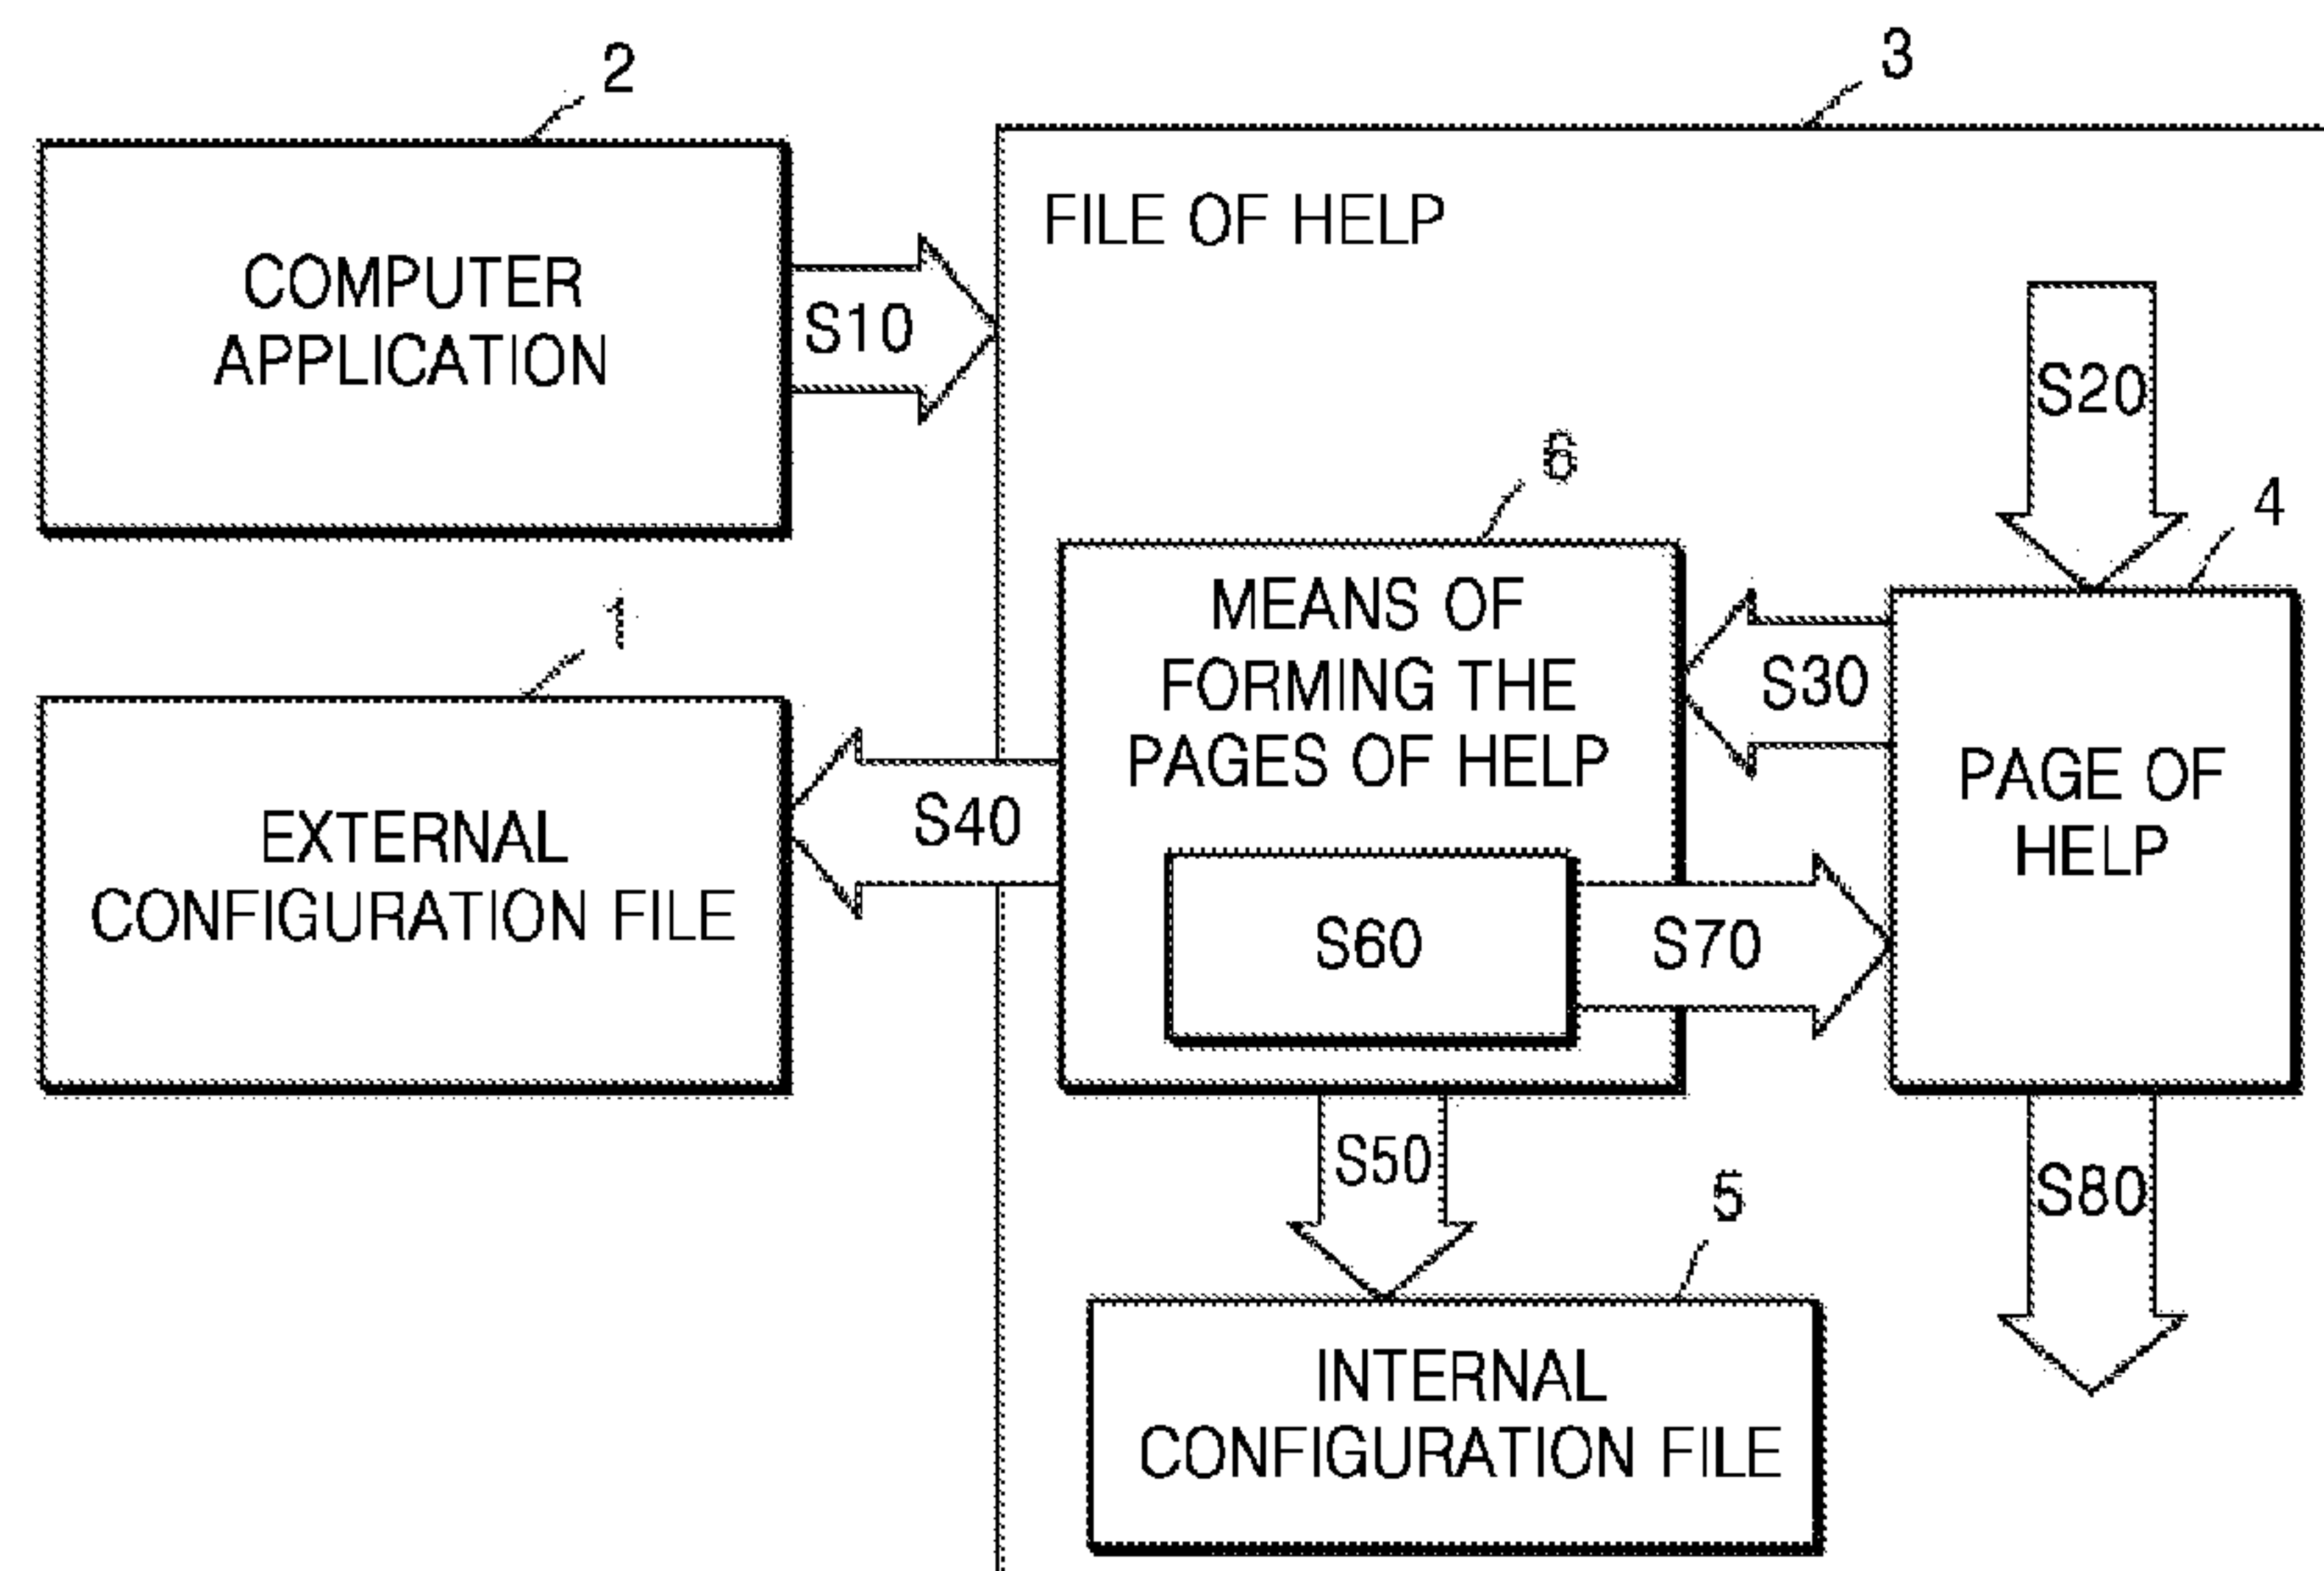 2
3
COMPUTER
APPLICATION
S10
FILE OF HELP
S20
6
4
1
MEANS OF
FORMING THE
PAGES OF HELP
S30
PAGE OF
HELP
EXTERNAL
CONFIGURATION FILE
S40
S60
S70
S50
5
S80
INTERNAL
CONFIGURATION FILE